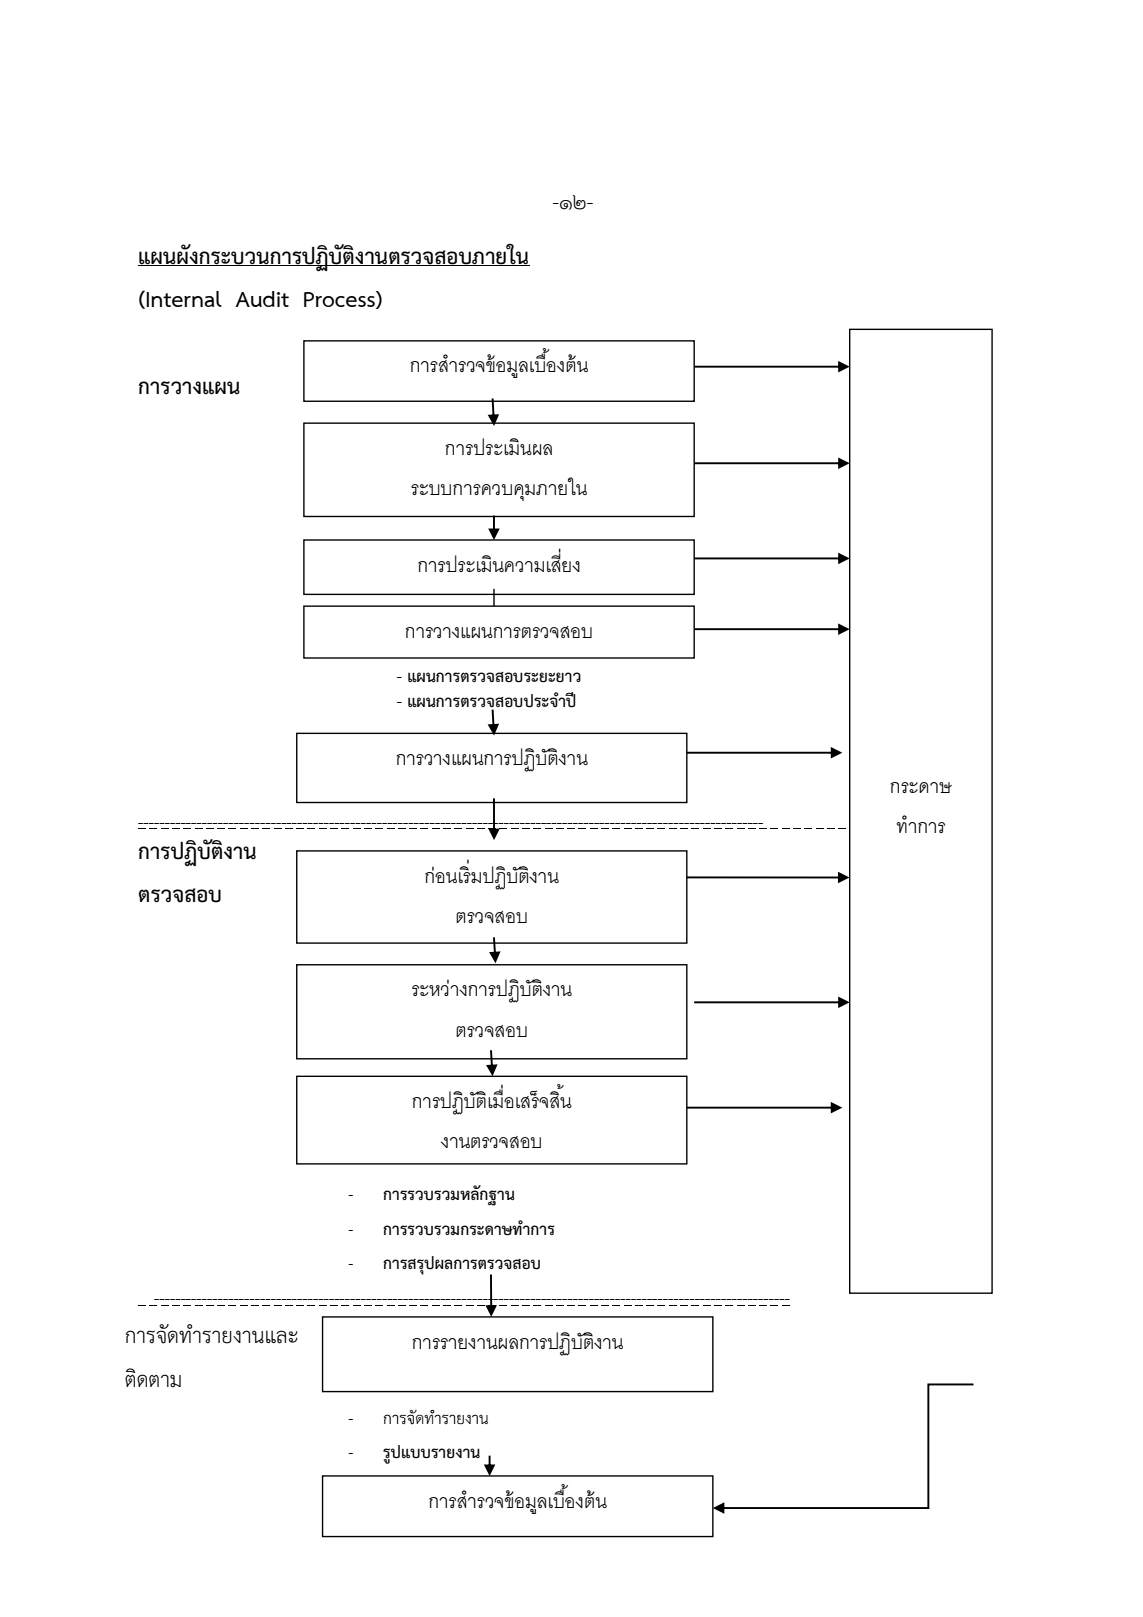 -๑๒-
แผนผังกระบวนการปฏิบัติงานตรวจสอบภายใน
(Internal Audit Process)
การสำรวจข้อมูลเบื้องต้น
การวางแผน
การประเมินผล
ระบบการควบคุมภายใน
การประเมินความเสี่ยง
การวางแผนการตรวจสอบ
- แผนการตรวจสอบระยะยาว
- แผนการตรวจสอบประจำปี
การวางแผนการปฏิบัติงาน
กระดาษ
ทำการ
การปฏิบัติงาน
ตรวจสอบ
ก่อนเริ่มปฏิบัติงาน
ตรวจสอบ
ระหว่างการปฏิบัติงาน
ตรวจสอบ
การปฏิบัติเมื่อเสร็จสิ้น
งานตรวจสอบ
- การรวบรวมหลักฐาน
- การรวบรวมกระดาษทำการ
- การสรุปผลการตรวจสอบ
การจัดทำรายงานและ
ติดตาม
การรายงานผลการปฏิบัติงาน
- การจัดทำรายงาน
- รูปแบบรายงาน
การสำรวจข้อมูลเบื้องต้น